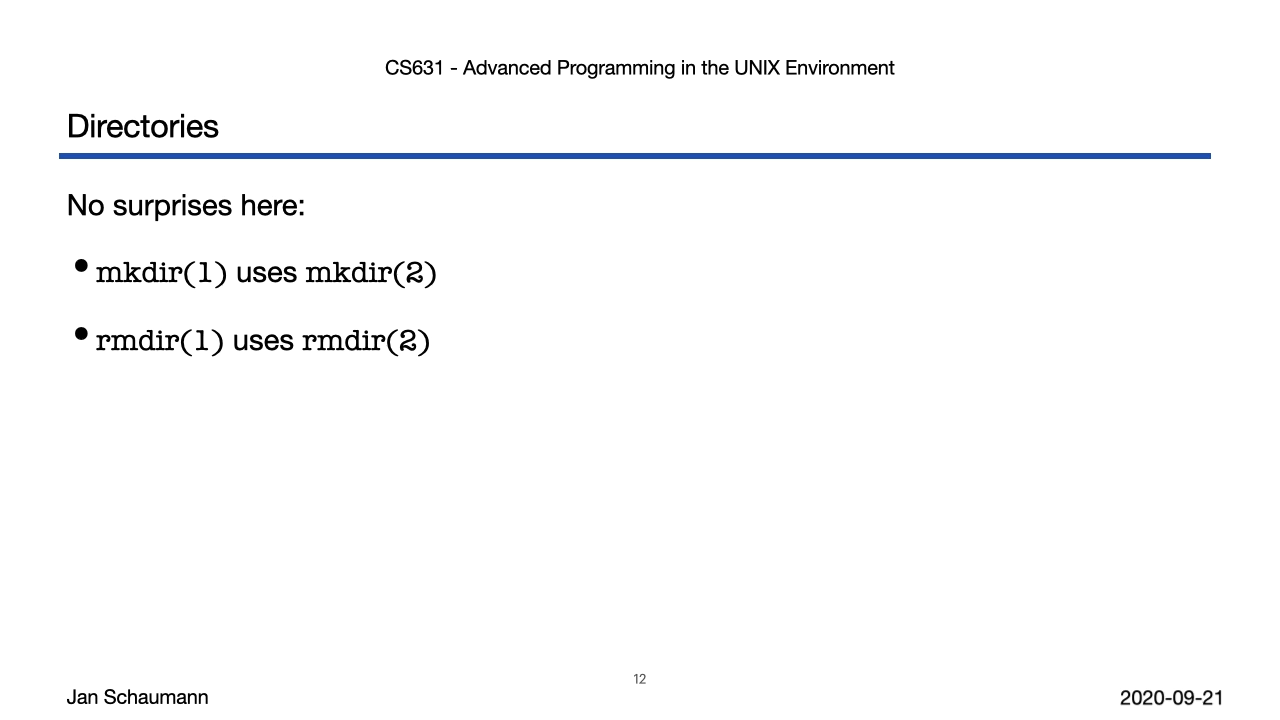 CS631 - Advanced Programming in the UNIX Environment
Directories
No surprises here:
• mkdir(1) uses mkdir(2)
• rmdir(1) uses rmdir(2)
12
Jan Schaumann
2020-09-21